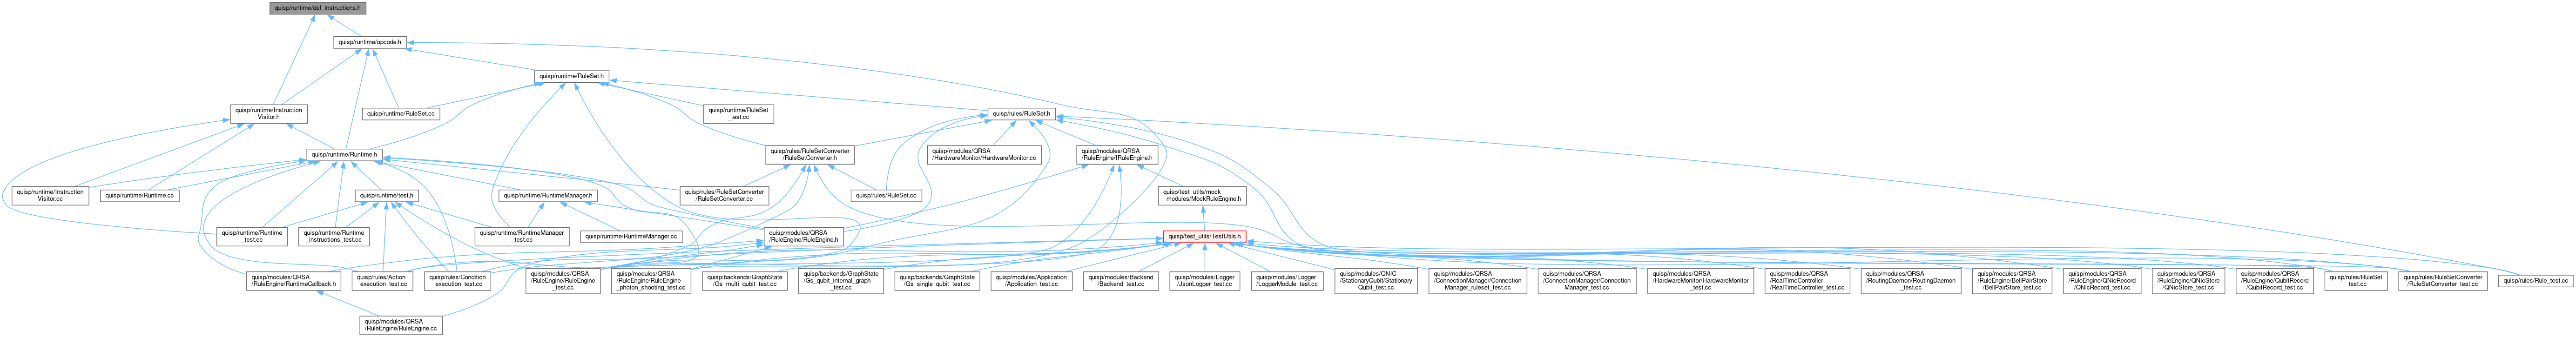 quisp/runtime/def_instructions.h
quisp/runtime/opcode.h
quisp/runtime/RuleSet.h
quisp/runtime/Instruction
Visitor.h
quisp/runtime/RuleSet.cc
quisp/runtime/RuleSet
_test.cc
quisp/rules/RuleSet.h
quisp/runtime/Runtime.h
quisp/rules/RuleSetConverter
/RuleSetConverter.h
quisp/modules/QRSA
/HardwareMonitor/HardwareMonitor.cc
quisp/modules/QRSA
/RuleEngine/IRuleEngine.h
quisp/runtime/Instruction
Visitor.cc
quisp/runtime/Runtime.cc
quisp/runtime/test.h
quisp/runtime/RuntimeManager.h
quisp/rules/RuleSetConverter
/RuleSetConverter.cc
quisp/rules/RuleSet.cc
quisp/test_utils/mock
_modules/MockRuleEngine.h
quisp/runtime/Runtime
_test.cc
quisp/runtime/Runtime
_instructions_test.cc
quisp/runtime/RuntimeManager
_test.cc
quisp/runtime/RuntimeManager.cc
quisp/modules/QRSA
/RuleEngine/RuleEngine.h
quisp/test_utils/TestUtils.h
quisp/modules/QRSA
/RuleEngine/RuntimeCallback.h
quisp/rules/Action
_execution_test.cc
quisp/rules/Condition
_execution_test.cc
quisp/modules/QRSA
/RuleEngine/RuleEngine
_test.cc
quisp/modules/QRSA
/RuleEngine/RuleEngine
_photon_shooting_test.cc
quisp/backends/GraphState
/Gs_multi_qubit_test.cc
quisp/backends/GraphState
/Gs_qubit_internal_graph
_test.cc
quisp/backends/GraphState
/Gs_single_qubit_test.cc
quisp/modules/Application
/Application_test.cc
quisp/modules/Backend
/Backend_test.cc
quisp/modules/Logger
/JsonLogger_test.cc
quisp/modules/Logger
/LoggerModule_test.cc
quisp/modules/QNIC
/StationaryQubit/Stationary
Qubit_test.cc
quisp/modules/QRSA
/ConnectionManager/Connection
Manager_ruleset_test.cc
quisp/modules/QRSA
/ConnectionManager/Connection
Manager_test.cc
quisp/modules/QRSA
/HardwareMonitor/HardwareMonitor
_test.cc
quisp/modules/QRSA
/RealTimeController
/RealTimeController_test.cc
quisp/modules/QRSA
/RoutingDaemon/RoutingDaemon
_test.cc
quisp/modules/QRSA
/RuleEngine/BellPairStore
/BellPairStore_test.cc
quisp/modules/QRSA
/RuleEngine/QNicRecord
/QNicRecord_test.cc
quisp/modules/QRSA
/RuleEngine/QNicStore
/QNicStore_test.cc
quisp/modules/QRSA
/RuleEngine/QubitRecord
/QubitRecord_test.cc
quisp/rules/RuleSet
_test.cc
quisp/rules/RuleSetConverter
/RuleSetConverter_test.cc
quisp/rules/Rule_test.cc
quisp/modules/QRSA
/RuleEngine/RuleEngine.cc